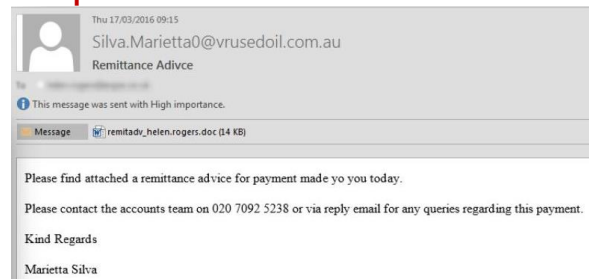 Thu 17/03/2016 09:15
Silva.Marietta0@vrusedoil.com.au
Remittance Adivce
This message was sent with High importance.
Message remitadv_helen.rogers.doc (14 KB)
Please find attached a remittance advice for payment made yo you today.
Please contact the accounts team on 020 7092 5238 or via reply email for any queries regarding this payment.
Kind Regards
Marietta Silva